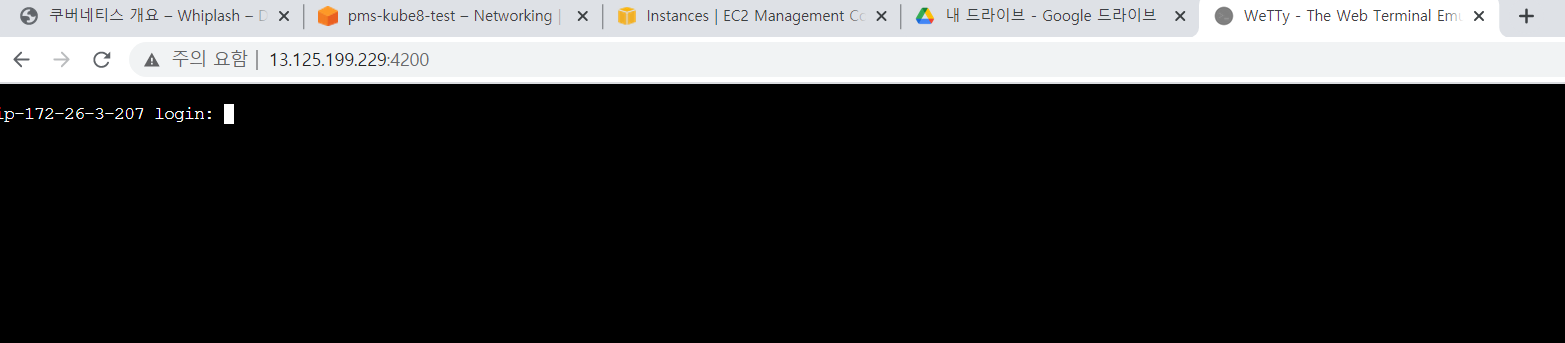 쿠버네티스 개요 – Whiplash – D
pms-kube8-test – Networking |
Instances | EC2 Management Co
내 드라이브 - Google 드라이브
WeTTy - The Web Terminal Emu
주의 요함 | 13.125.199.229:4200
ip-172-26-3-207 login: